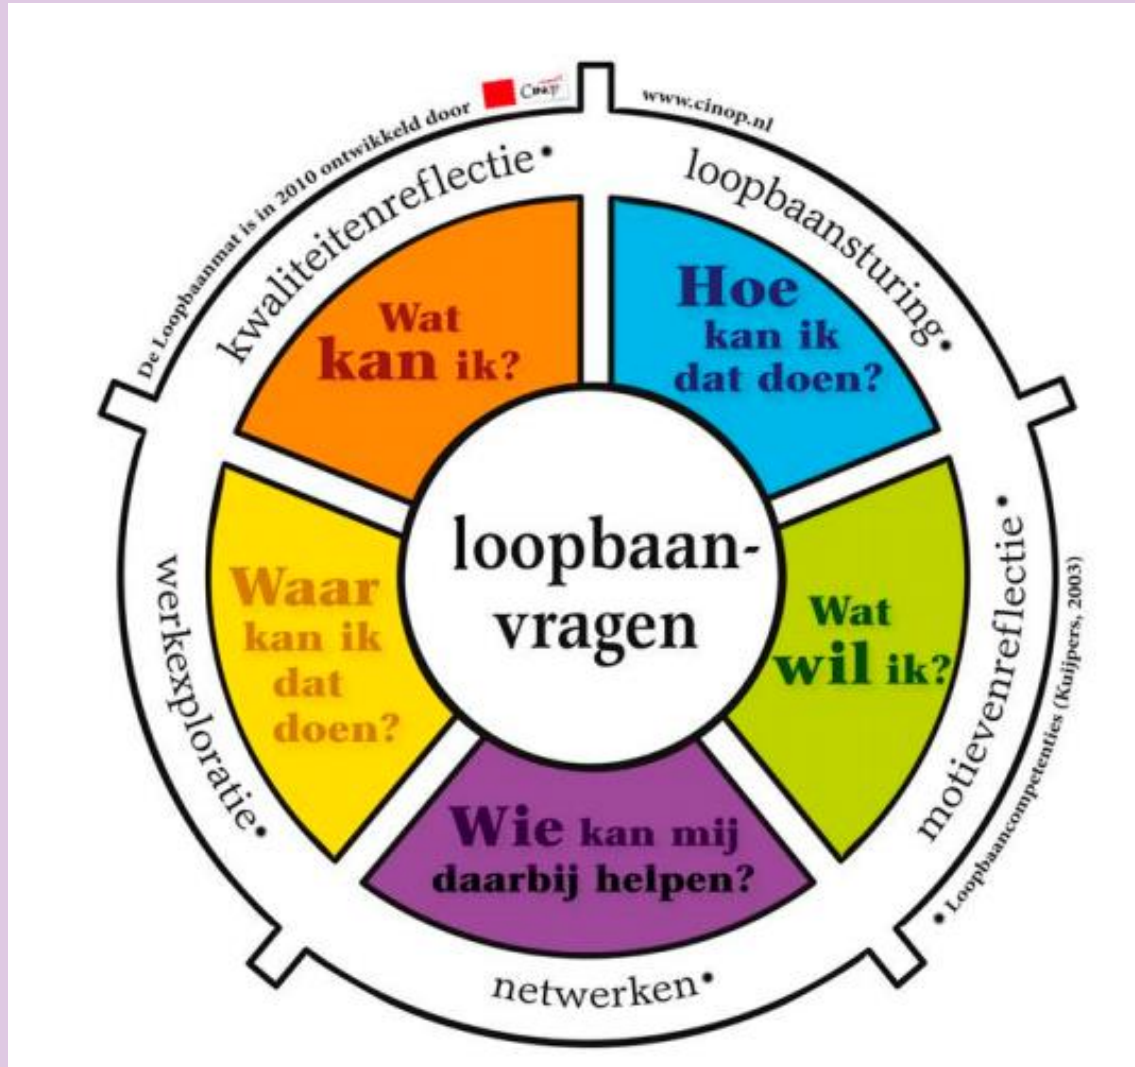 De Loopbaanmat is in 2010 ontwikkeld door
Cinop
www.cinop.nl
kwaliteitenreflectie•
loopbaansturing•
Wat
kan ik?
Hoe
kan ik
dat doen?
loopbaan-
vragen
Waar
kan ik
dat
doen?
werkexploratie•
Wat
wil ik?
motievenreflectie•
• Loopbaancompetenties (Kuijpers, 2003)
Wie kan mij
daarbij helpen?
netwerken•